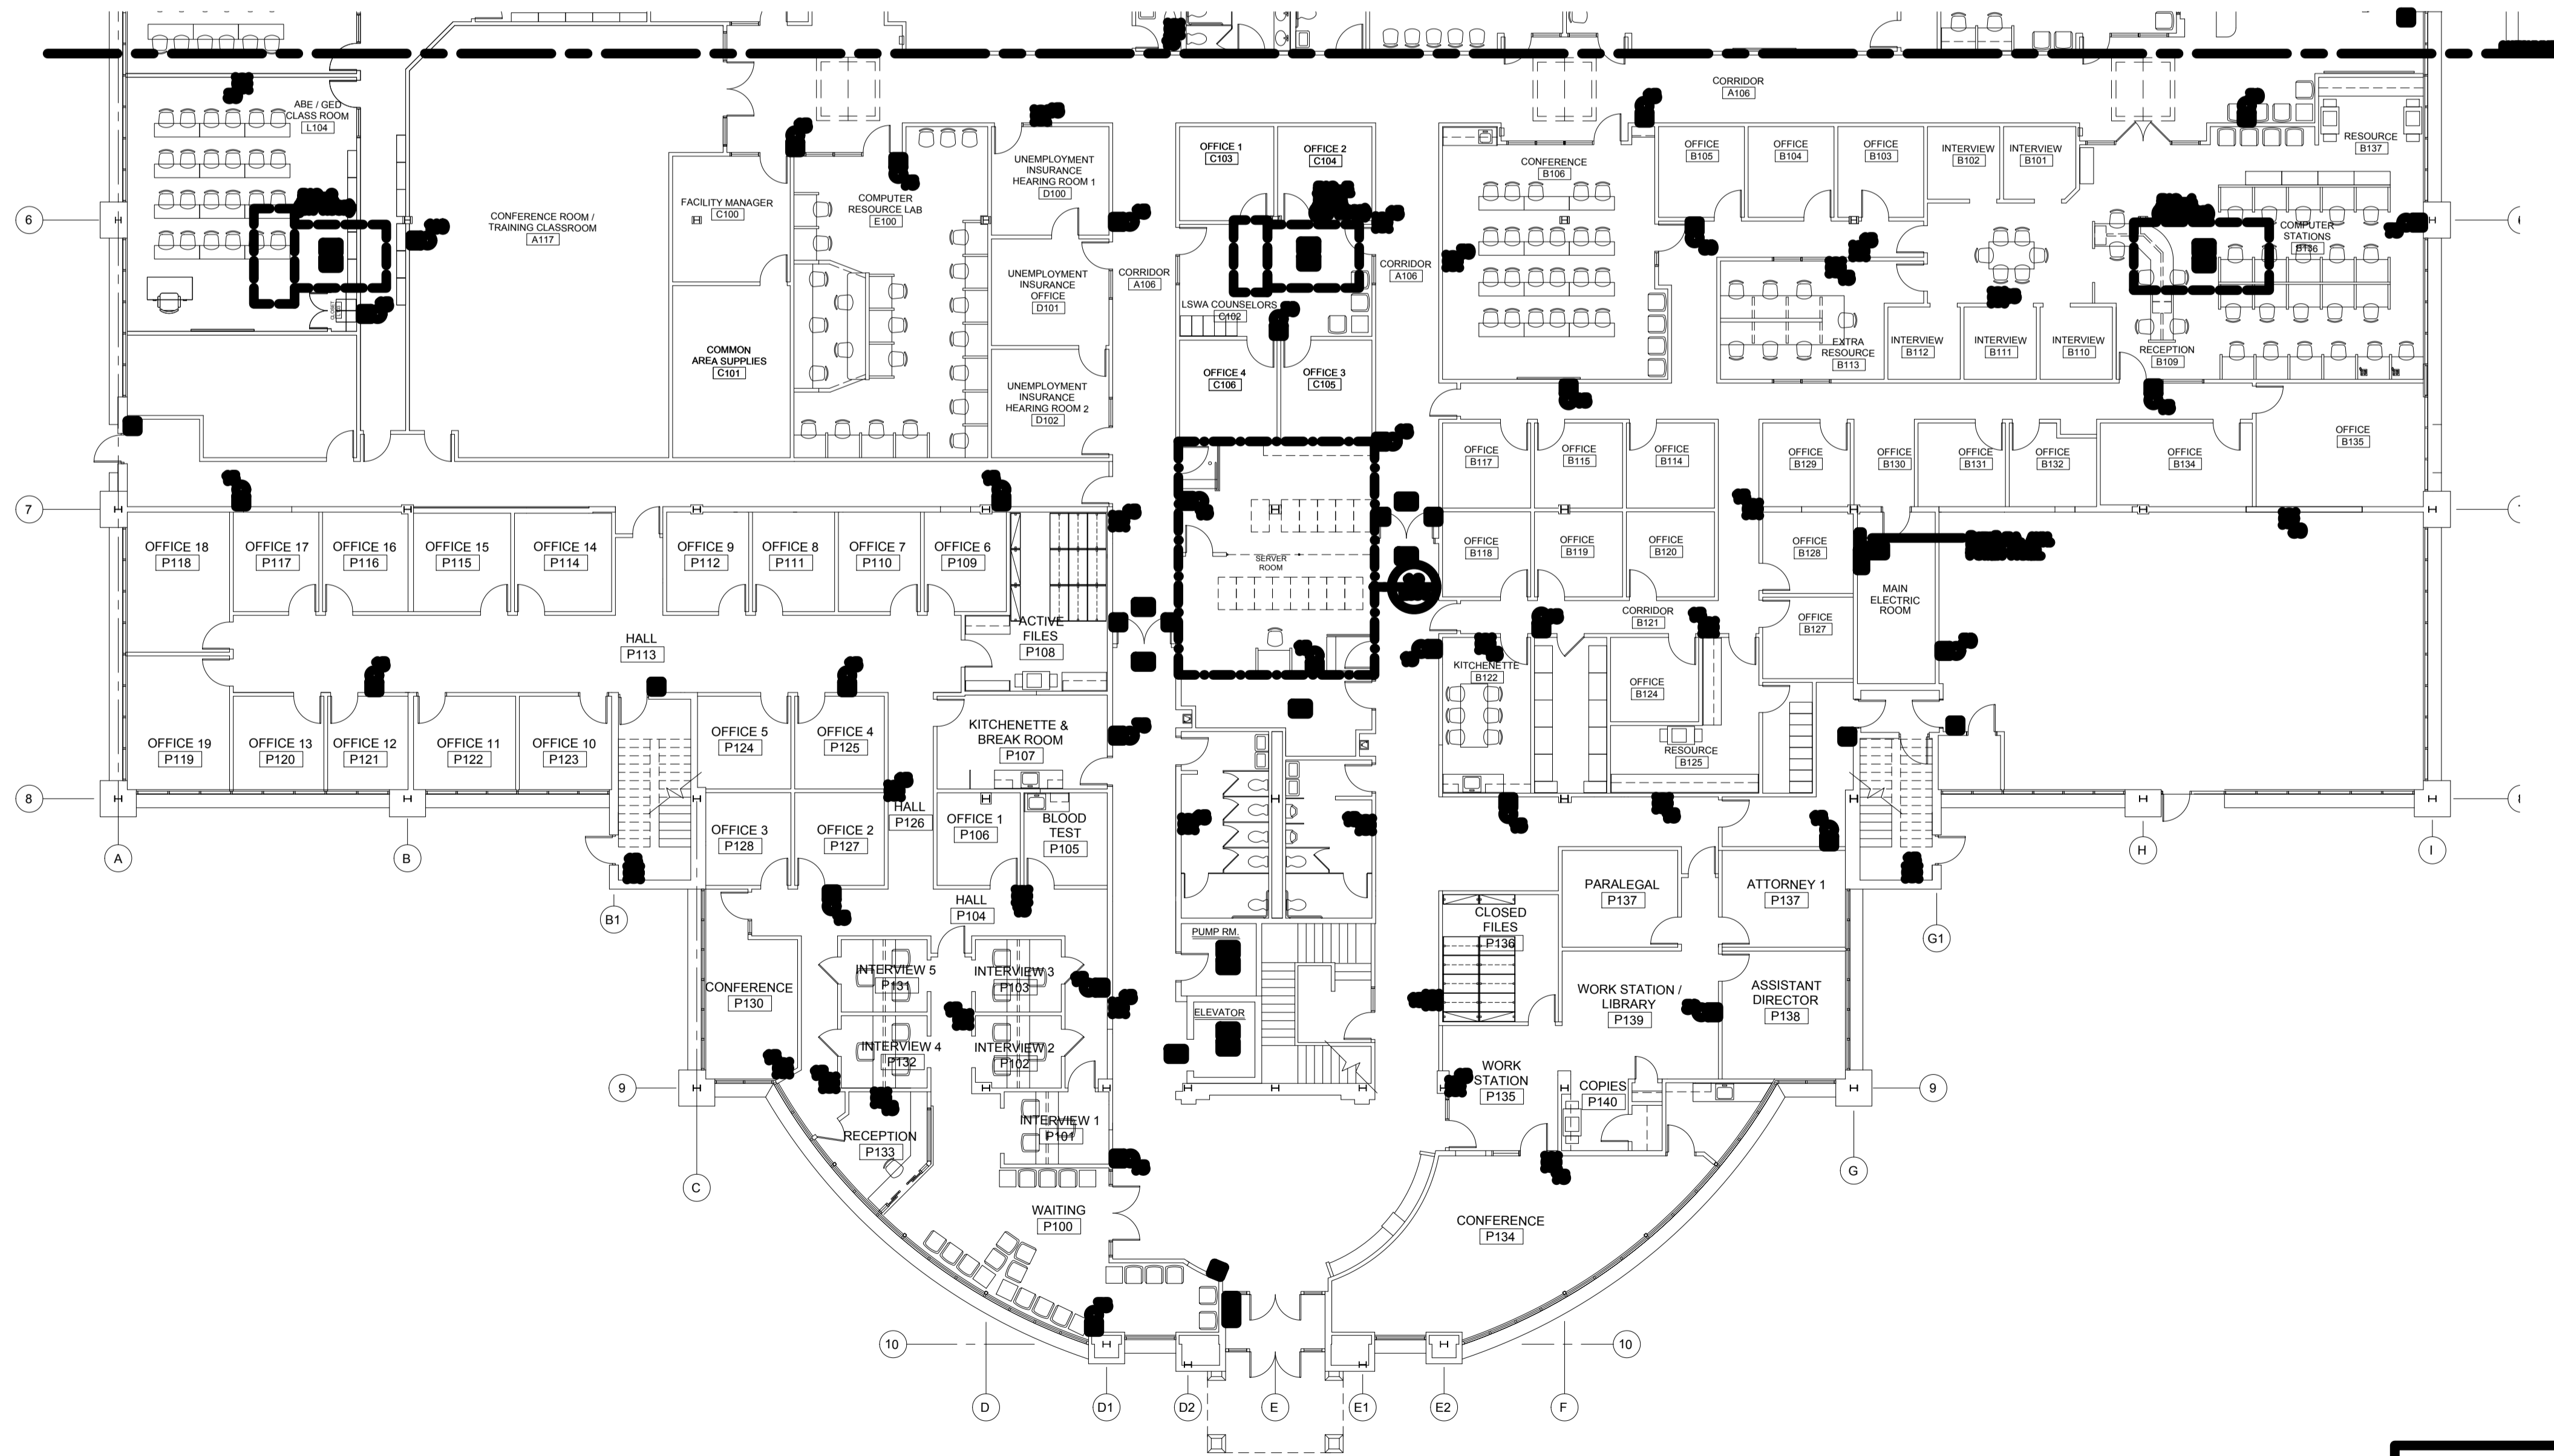 CORRIDOR
A106
ABE / GED
CLASS ROOM
L104
UNEMPLOYMENT
INSURANCE
HEARING ROOM 1
D100
OFFICE 1
C103
OFFICE 2
C104
CONFERENCE
B106
OFFICE
B105
OFFICE
B104
OFFICE
B103
INTERVIEW
B102
INTERVIEW
B101
RESOURCE
B137
6
CONFERENCE ROOM /
TRAINING CLASSROOM
A117
FACILITY MANAGER
C100
COMPUTER
RESOURCE LAB
E100
COMPUTER
STATIONS
B136
UNEMPLOYMENT
INSURANCE
OFFICE
D101
CORRIDOR
A106
CORRIDOR
A106
LSWA COUNSELORS
C102
CLOSET
COMMON
AREA SUPPLIES
C101
OFFICE 4
C106
OFFICE 3
C105
EXTRA
RESOURCE
B113
INTERVIEW
B112
INTERVIEW
B111
INTERVIEW
B110
RECEPTION
B109
UNEMPLOYMENT
INSURANCE
HEARING ROOM 2
D102
OFFICE
B117
OFFICE
B115
OFFICE
B114
OFFICE
B129
OFFICE
B130
OFFICE
B131
OFFICE
B132
OFFICE
B134
OFFICE
B135
7
OFFICE 18
P118
OFFICE 17
P117
OFFICE 16
P116
OFFICE 15
P115
OFFICE 14
P114
OFFICE 9
P112
OFFICE 8
P111
OFFICE 7
P110
OFFICE 6
P109
SERVER
ROOM
OFFICE
B118
OFFICE
B119
OFFICE
B120
OFFICE
B128
MAIN
ELECTRIC
ROOM
HALL
P113
ACTIVE
FILES
P108
CORRIDOR
B121
OFFICE
B127
KITCHENETTE
B122
OFFICE
B124
RESOURCE
B125
OFFICE 19
P119
OFFICE 13
P120
OFFICE 12
P121
OFFICE 11
P122
OFFICE 10
P123
OFFICE 5
P124
OFFICE 4
P125
KITCHENETTE &
BREAK ROOM
P107
8
OFFICE 3
P128
OFFICE 2
P127
HALL
P126
OFFICE 1
P106
BLOOD
TEST
P105
A
B
H
I
B1
HALL
P104
PARALEGAL
P137
ATTORNEY 1
P137
CLOSED
FILES
P136
PUMP RM.
G1
CONFERENCE
P130
INTERVIEW 5
P131
INTERVIEW 3
P103
WORK STATION /
LIBRARY
P139
ASSISTANT
DIRECTOR
P138
ELEVATOR
INTERVIEW 4
P132
INTERVIEW 2
P102
WORK
STATION
P135
COPIES
P140
9
9
RECEPTION
P133
INTERVIEW 1
P101
C
G
WAITING
P100
CONFERENCE
P134
10
10
D
D1
D2
E
E1
E2
F